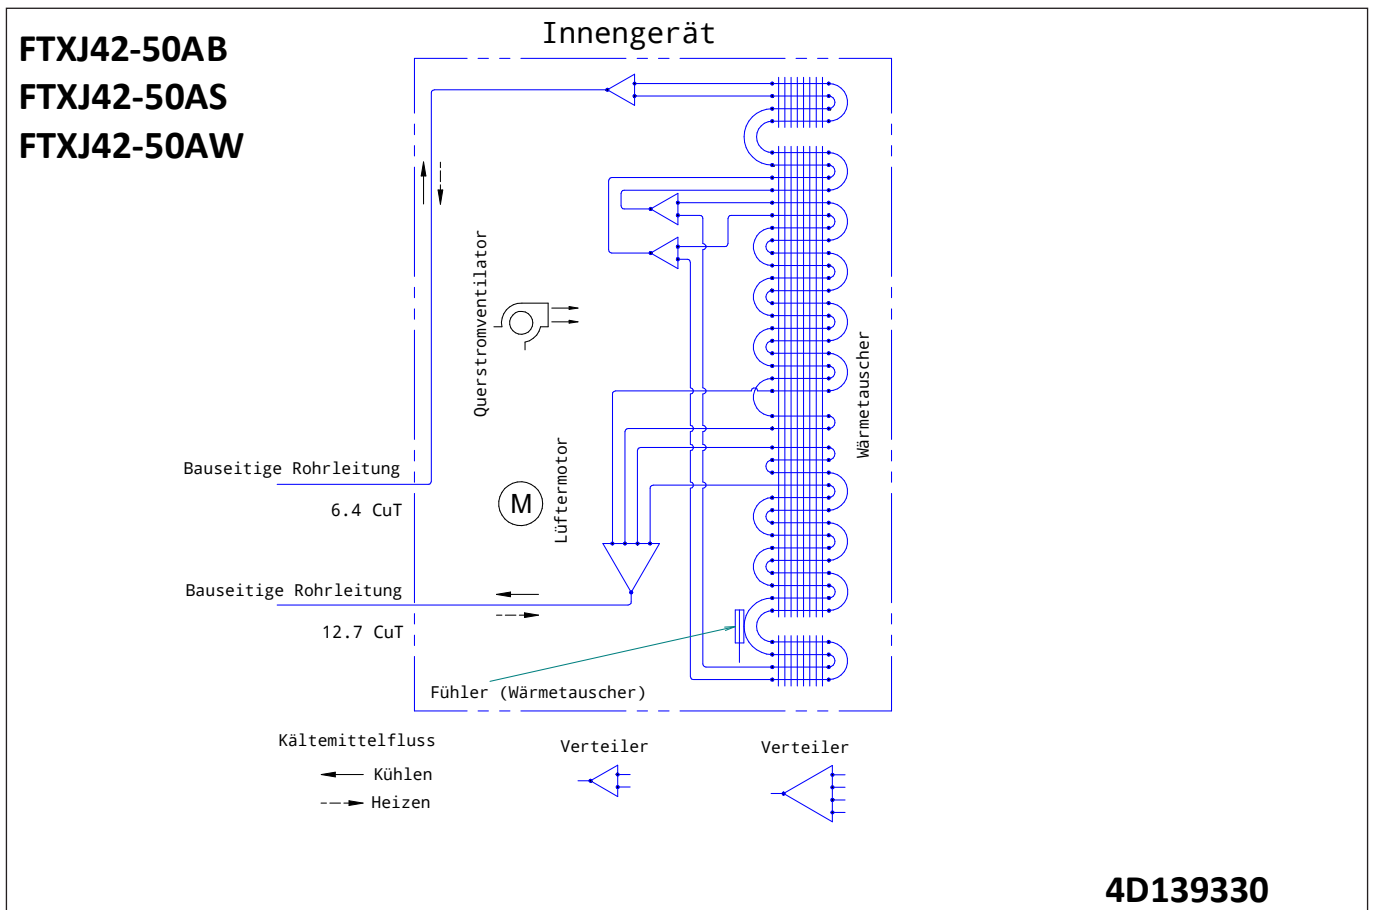 FTXJ42-50AB
FTXJ42-50AS
FTXJ42-50AW
Innengerät
Querstromventilator
Wärmetauscher
Lüftermotor
M
Bauseitige Rohrleitung
6.4 CuT
Bauseitige Rohrleitung
12.7 CuT
Fühler (Wärmetauscher)
Kältemittelfluss
Kühlen
Heizen
Verteiler
Verteiler
4D139330